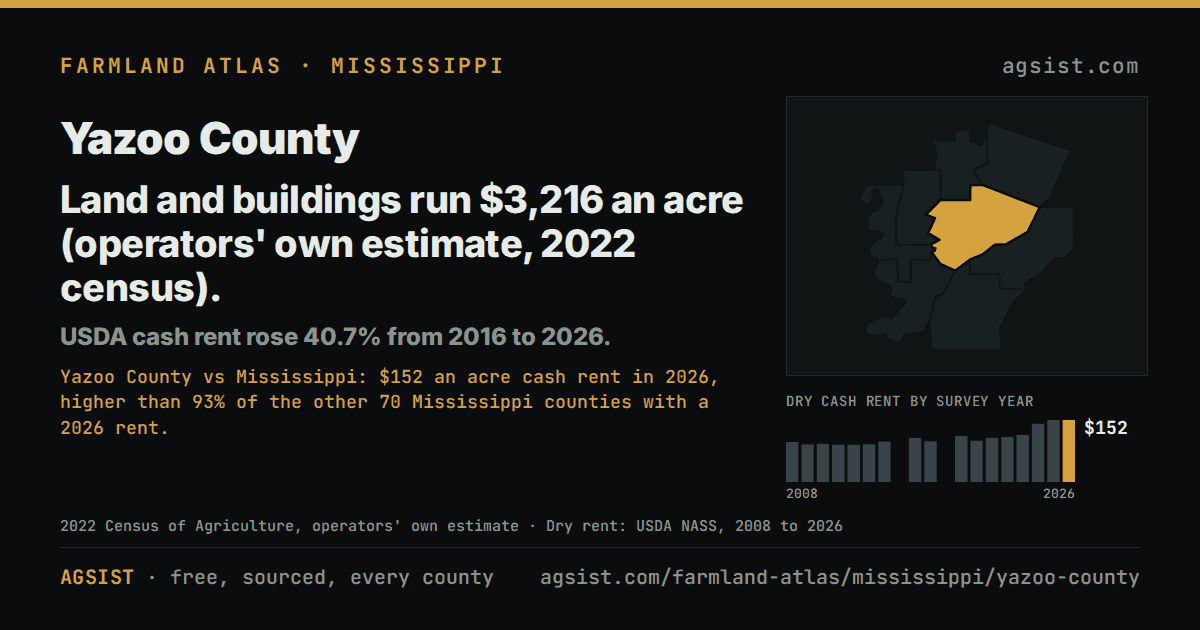 FARMLAND ATLAS · MISSISSIPPI
agsist.com
Yazoo County
Land and buildings run $3,216 an acre
(operators' own estimate, 2022
census).
USDA cash rent rose 40.7% from 2016 to 2026.
Yazoo County vs Mississippi: $152 an acre cash rent in 2026,
higher than 93% of the other 70 Mississippi counties with a
2026 rent.
DRY CASH RENT BY SURVEY YEAR
$152
2008
2026
2022 Census of Agriculture, operators' own estimate · Dry rent: USDA NASS, 2008 to 2026
AGSIST · free, sourced, every county
agsist.com/farmland-atlas/mississippi/yazoo-county